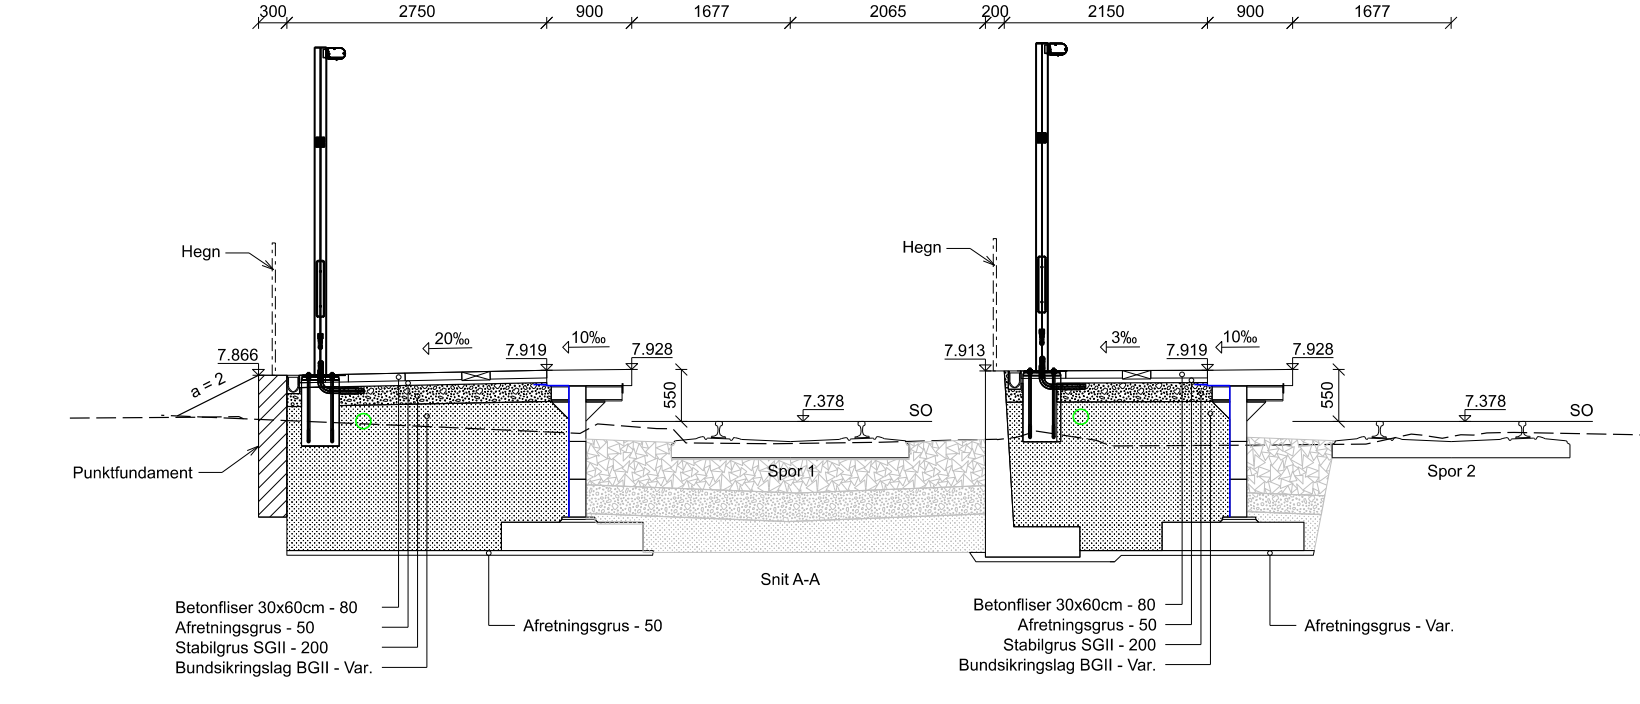 300 2750 900 1677 2065 200 2150 900 1677
Hegn
Hegn
20‰ 10‰
3‰ 10‰
7.866 7.919 7.928
7.913 7.919 7.928
a = 2
550
7.378 SO
550
7.378 SO
Punktfundament
Spor 1
Spor 2
Snit A-A
Betonfliser 30x60cm - 80
Afretningsgrus - 50
Stabilgrus SGII - 200
Bundsikringslag BGII - Var.
Afretningsgrus - 50
Betonfliser 30x60cm - 80
Afretningsgrus - 50
Stabilgrus SGII - 200
Bundsikringslag BGII - Var.
Afretningsgrus - Var.